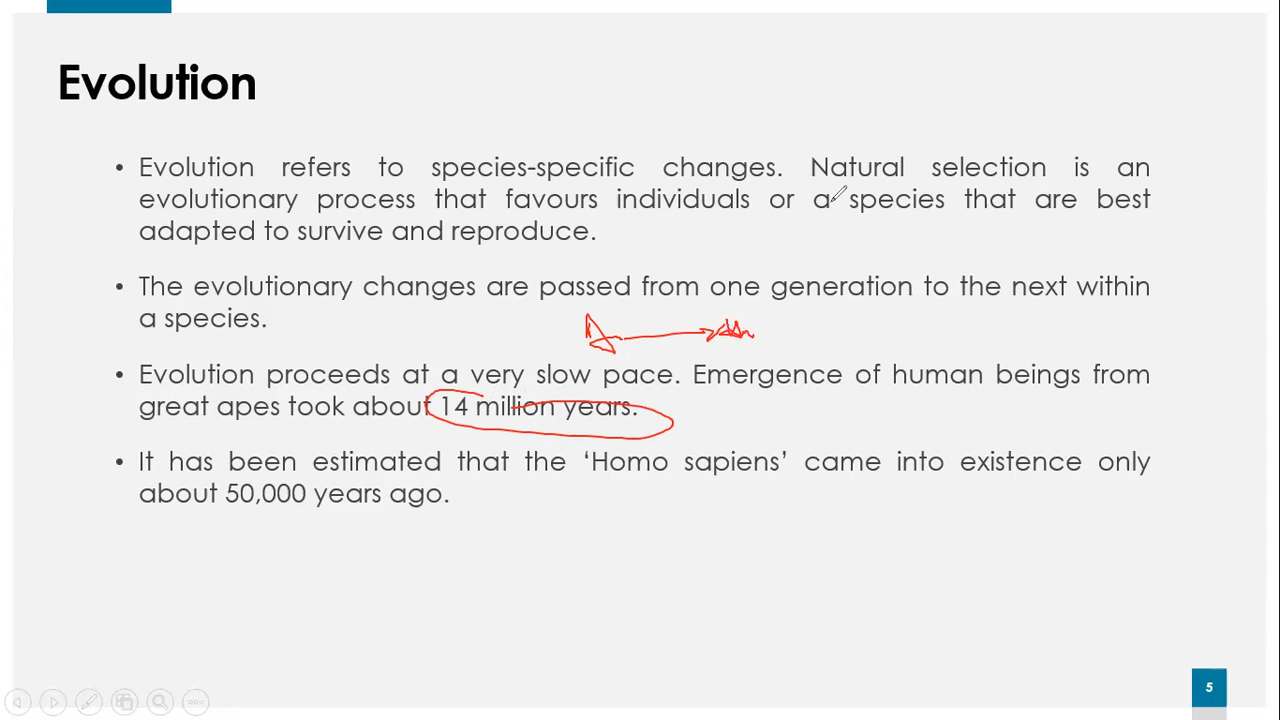 Evolution
• Evolution refers to species-specific changes. Natural selection is an
evolutionary process that favours individuals or a species that are best
adapted to survive and reproduce.
• The evolutionary changes are passed from one generation to the next within
a species.
• Evolution proceeds at a very slow pace. Emergence of human beings from
great apes took about 14 million years.
• It has been estimated that the ‘Homo sapiens’ came into existence only
about 50,000 years ago.
5